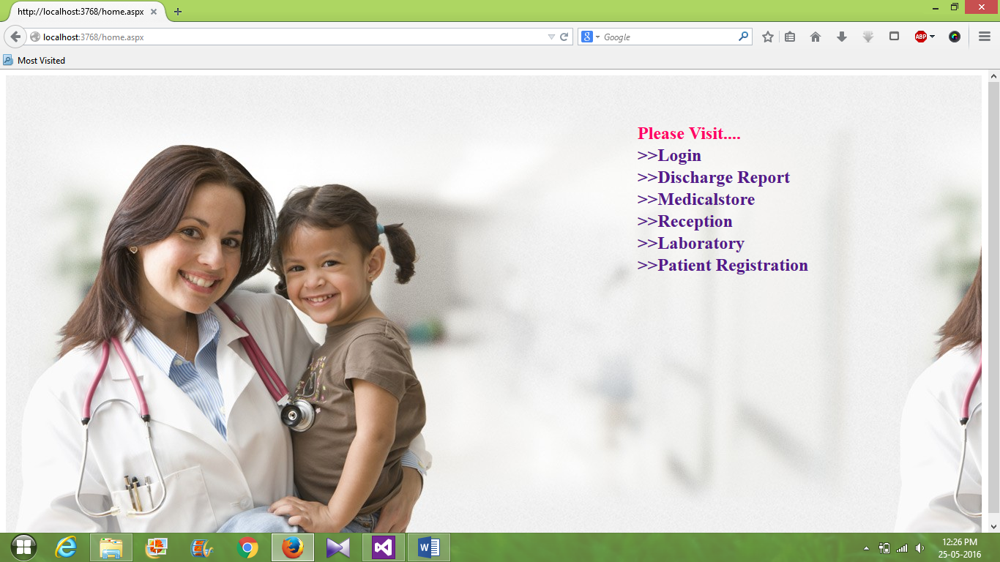 http://localhost:3768/home.aspx
localhost:3768/home.aspx
Google
ABP
Most Visited
Please Visit....
>>Login
>>Discharge Report
>>Medicalstore
>>Reception
>>Laboratory
>>Patient Registration
12:26 PM
25-05-2016